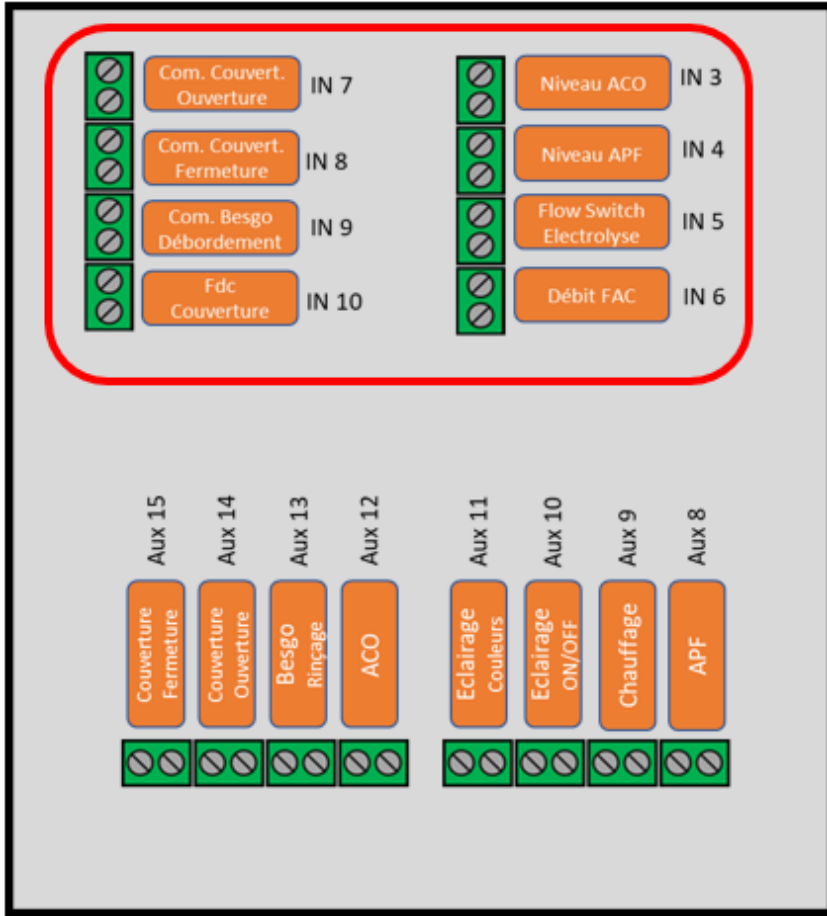 Com. Couvert.
Ouverture
IN 7
Com. Couvert.
Fermeture
IN 8
Com. Besgo
Débordement
IN 9
Fdc
Couverture
IN 10
Niveau ACO
IN 3
Niveau APF
IN 4
Flow Switch
Electrolyse
IN 5
Débit FAC
IN 6
Aux 15
Couverture
Fermeture
Aux 14
Couverture
Ouverture
Aux 13
Besgo
Rinçage
Aux 12
ACO
Aux 11
Eclairage
Couleurs
Aux 10
Eclairage
ON/OFF
Aux 9
Chauffage
Aux 8
APF